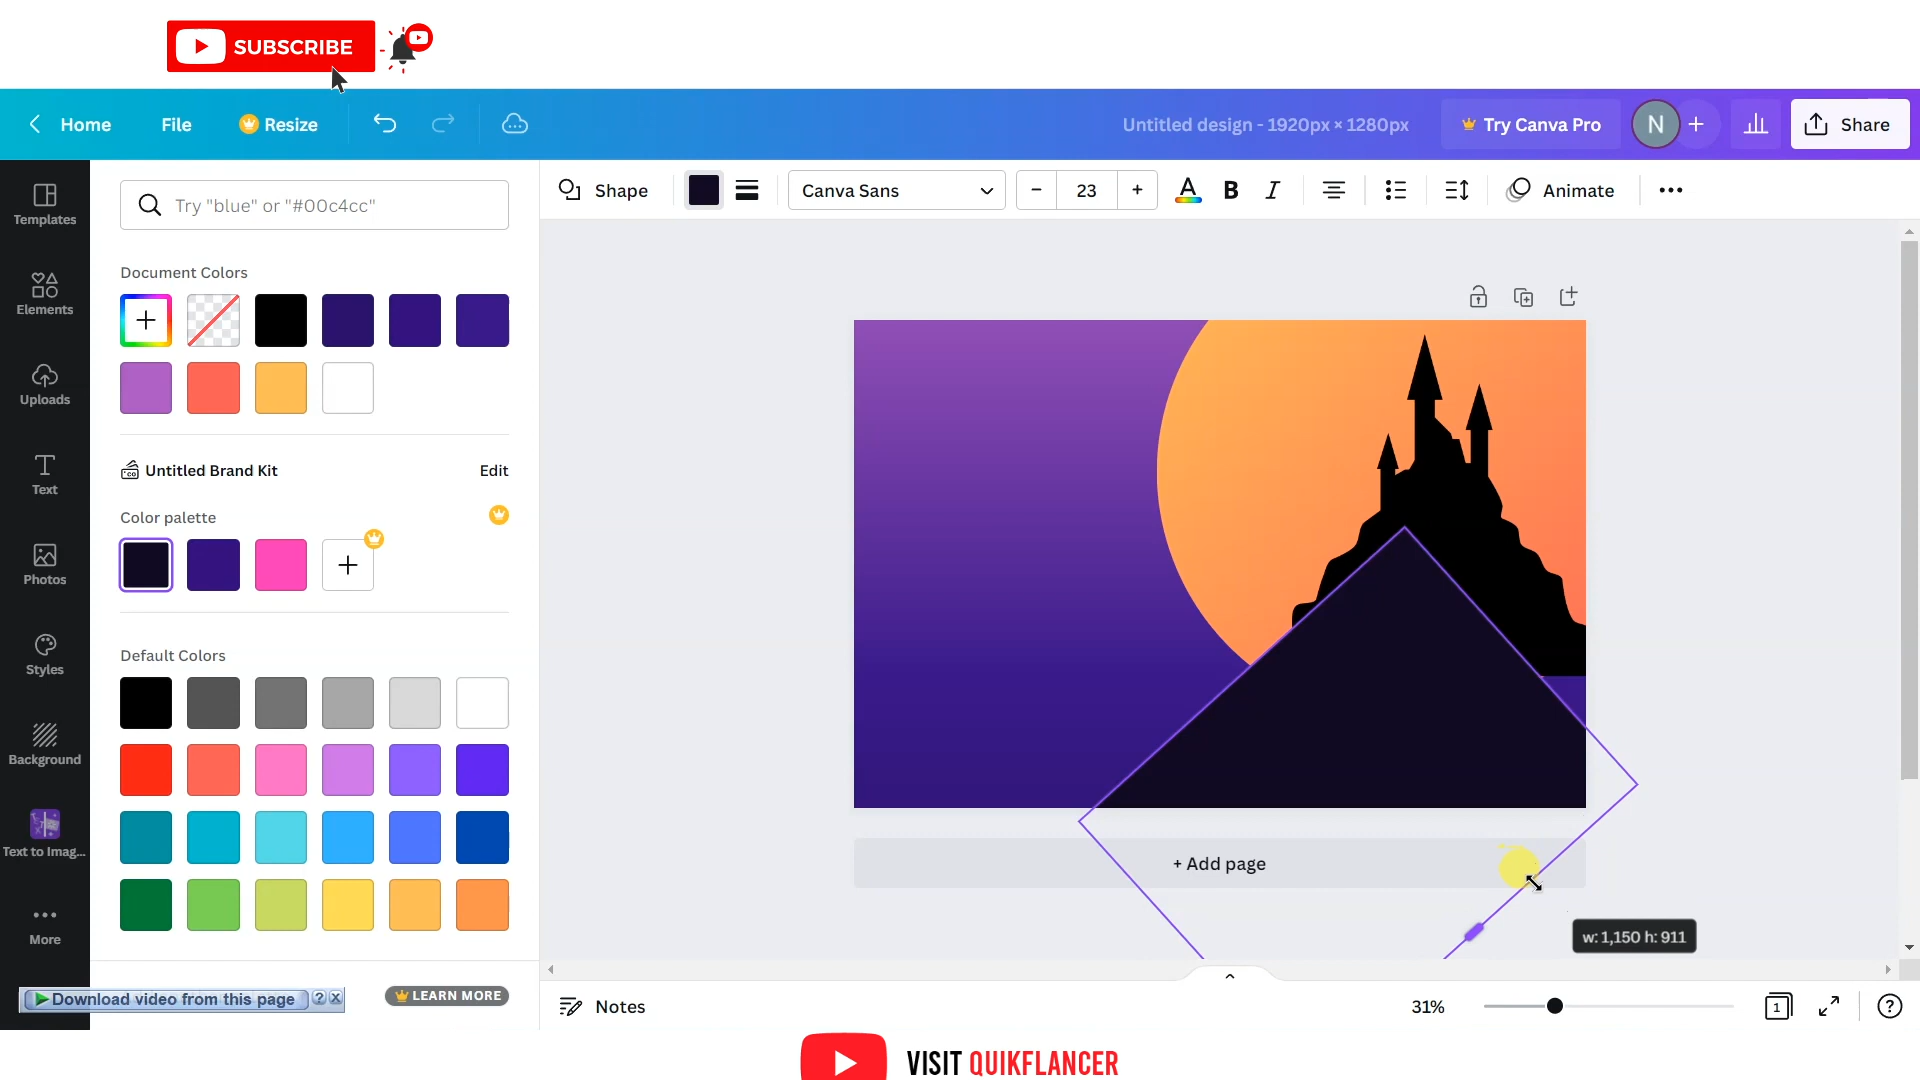 SUBSCRIBE
Home
File
Resize
Untitled design - 1920px × 1280px
Try Canva Pro
N
Share
Templates
Elements
Uploads
Text
Photos
Styles
Background
Text to Imag...
More
Try "blue" or "#00c4cc"
Document Colors
Untitled Brand Kit
Edit
Color palette
Default Colors
LEARN MORE
Download video from this page
Shape
Canva Sans
- 23 +
A B I
Animate
+ Add page
w: 1,150 h: 911
Notes
31%
1
?
VISIT QUIKFLANCER